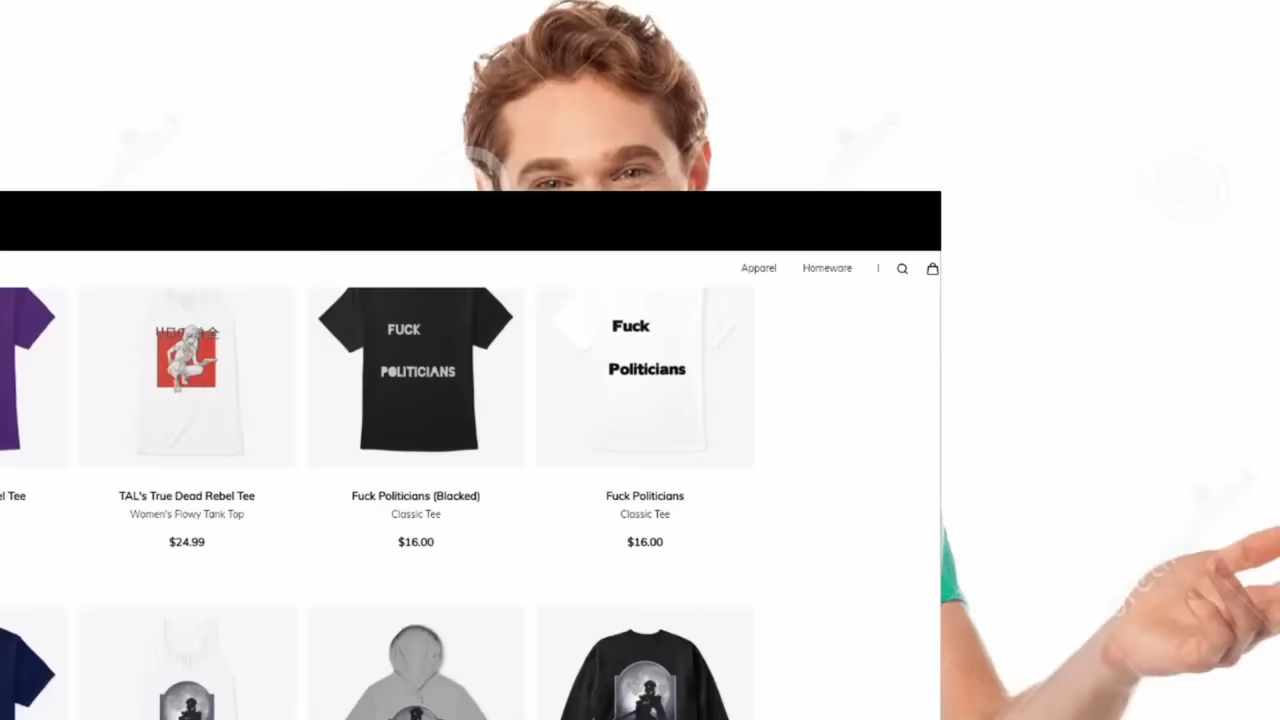 Apparel Homeware |
FUCK
POLITICIANS
Fuck
Politicians
el Tee
TAL's True Dead Rebel Tee
Women's Flowy Tank Top
$24.99
Fuck Politicians (Blacked)
Classic Tee
$16.00
Fuck Politicians
Classic Tee
$16.00